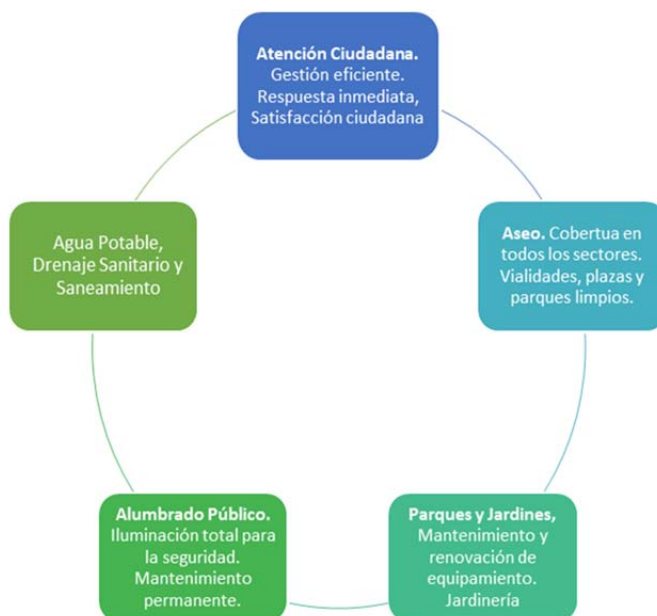 Atención Ciudadana.
Gestión eficiente.
Respuesta inmediata,
Satisfacción ciudadana
Aseo. Cobertua en
todos los sectores.
Vialidades, plazas y
parques limpios.
Parques y Jardines,
Mantenimiento y
renovación de
equipamiento.
Jardinería
Alumbrado Público.
Iluminación total para
la seguridad.
Mantenimiento
permanente.
Agua Potable,
Drenaje Sanitario y
Saneamiento